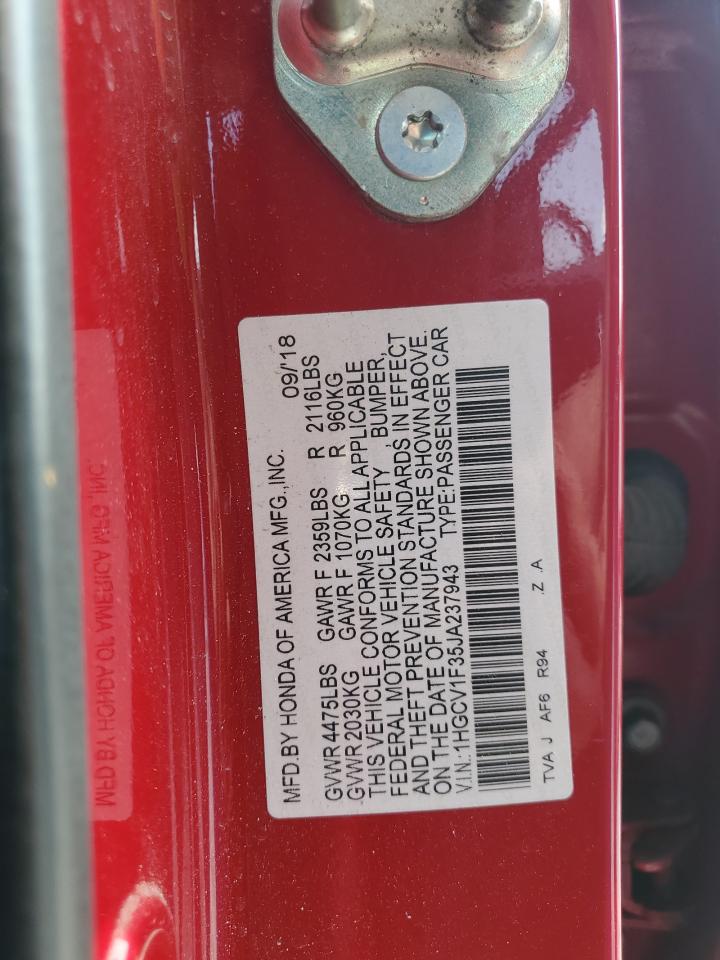 MFD.BY HONDA OF AMERICA MFG.,INC. 09/18
GVWR 4475LBS GAWR F 2359LBS R 2116LBS
GVWR 2030KG GAWR F 1070KG R 960KG
THIS VEHICLE CONFORMS TO ALL APPLICABLE
FEDERAL MOTOR VEHICLE SAFETY , BUMPER,
AND THEFT PREVENTION STANDARDS IN EFFECT
ON THE DATE OF MANUFACTURE SHOWN ABOVE.
V.I.N.: 1HGCV1F35JA237943 TYPE:PASSENGER CAR
TVA J AF6 R94 .Z .A